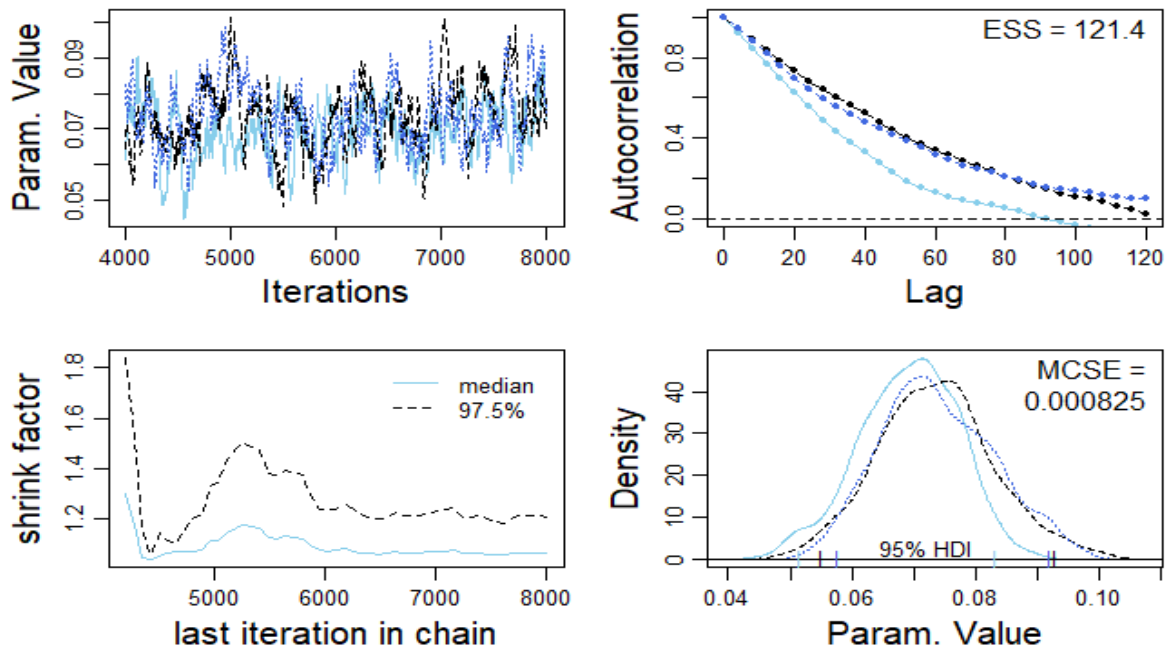 Param. Value
0.05 0.07 0.09
4000 5000 6000 7000 8000
Iterations
Autocorrelation
0.0 0.4 0.8
ESS = 121.4
0 20 40 60 80 100 120
Lag
shrink factor
1.2 1.4 1.6 1.8
median
97.5%
5000 6000 7000 8000
last iteration in chain
Density
0 10 20 30 40
MCSE =
0.000825
95% HDI
0.04 0.06 0.08 0.10
Param. Value